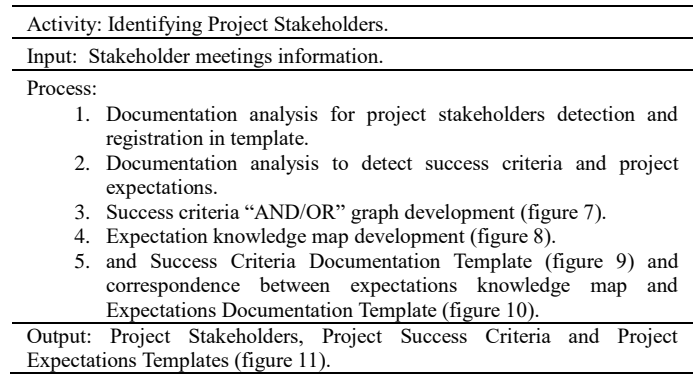 Activity: Identifying Project Stakeholders.
Input: Stakeholder meetings information.
Process:
1. Documentation analysis for project stakeholders detection and
registration in template.
2. Documentation analysis to detect success criteria and project
expectations.
3. Success criteria “AND/OR” graph development (figure 7).
4. Expectation knowledge map development (figure 8).
5. and Success Criteria Documentation Template (figure 9) and
correspondence between expectations knowledge map and
Expectations Documentation Template (figure 10).
Output: Project Stakeholders, Project Success Criteria and Project
Expectations Templates (figure 11).